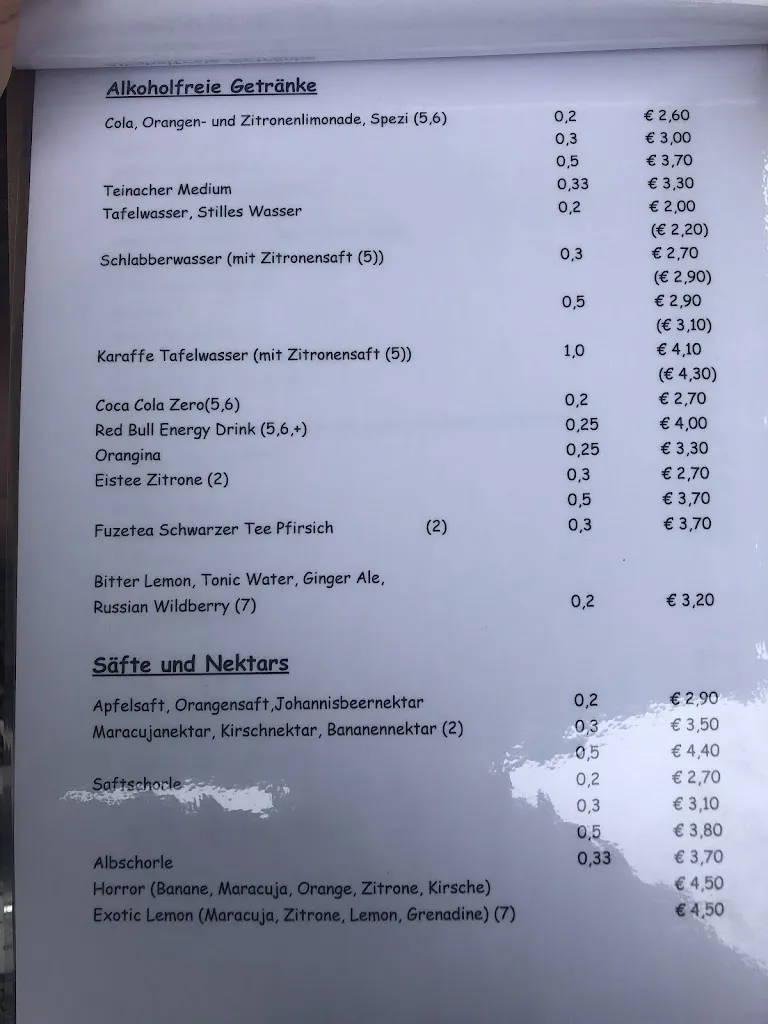 Alkoholfreie Getränke
Cola, Orangen- und Zitronenlimonade, Spezi (5,6) 0,2 € 2,60
0,3 € 3,00
0,5 € 3,70
Teinacher Medium 0,33 € 3,30
Tafelwasser, Stilles Wasser 0,2 € 2,00
(€ 2,20)
Schlabberwasser (mit Zitronensaft (5)) 0,3 € 2,70
(€ 2,90)
0,5 € 2,90
(€ 3,10)
Karaffe Tafelwasser (mit Zitronensaft (5)) 1,0 € 4,10
(€ 4,30)
Coca Cola Zero(5,6) 0,2 € 2,70
Red Bull Energy Drink (5,6,+) 0,25 € 4,00
Orangina 0,25 € 3,30
Eistee Zitrone (2) 0,3 € 2,70
0,5 € 3,70
Fuzetea Schwarzer Tee Pfirsich (2) 0,3 € 3,70
Bitter Lemon, Tonic Water, Ginger Ale,
Russian Wildberry (7) 0,2 € 3,20
Säfte und Nektars
Apfelsaft, Orangensaft,Johannisbeernektar 0,2 € 2,90
Maracujanektar, Kirschnektar, Bananennektar (2) 0,3 € 3,50
0,5 € 4,40
Saftschorle 0,2 € 2,70
0,3 € 3,10
0,5 € 3,80
Albschorle 0,33 € 3,70
Horror (Banane, Maracuja, Orange, Zitrone, Kirsche) € 4,50
Exotic Lemon (Maracuja, Zitrone, Lemon, Grenadine) (7) € 4,50